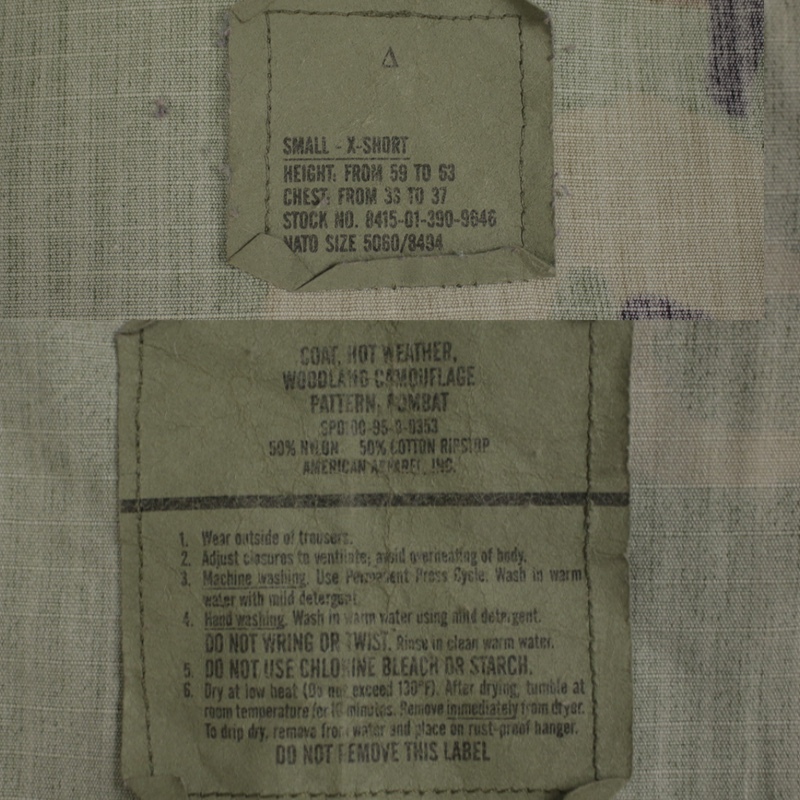 SMALL - X-SHORT
HEIGHT: FROM 59 TO 63
CHEST: FROM 33 TO 37
STOCK NO. 8415-01-390-9646
NATO SIZE 5060/8494
COAT, HOT WEATHER,
WOODLAND CAMOUFLAGE
PATTERN, COMBAT
SPO100-95-D-0353
50% NYLON 50% COTTON RIPSTOP
AMERICAN APPAREL, INC.
1. Wear outside of trousers.
2. Adjust closures to ventilate; avoid overheating of body.
3. Machine washing. Use Permanent Press Cycle. Wash in warm
water with mild detergent.
4. Hand washing. Wash in warm water using mild detergent.
DO NOT WRING OR TWIST. Rinse in clean warm water.
5. DO NOT USE CHLORINE BLEACH OR STARCH.
6. Dry at low heat (Do not exceed 130°F). After drying, tumble at
room temperature for 10 minutes. Remove immediately from dryer.
To drip dry, remove from water and place on rust-proof hanger.
DO NOT REMOVE THIS LABEL